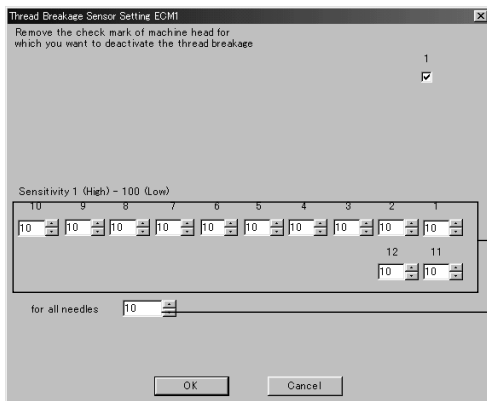 Thread Breakage Sensor Setting ECM1
Remove the check mark of machine head for
which you want to deactivate the thread breakage
1
Sensitivity 1 (High) - 100 (Low)
10 9 8 7 6 5 4 3 2 1
10 10 10 10 10 10 10 10 10 10
12 11
10 10
for all needles 10
OK Cancel